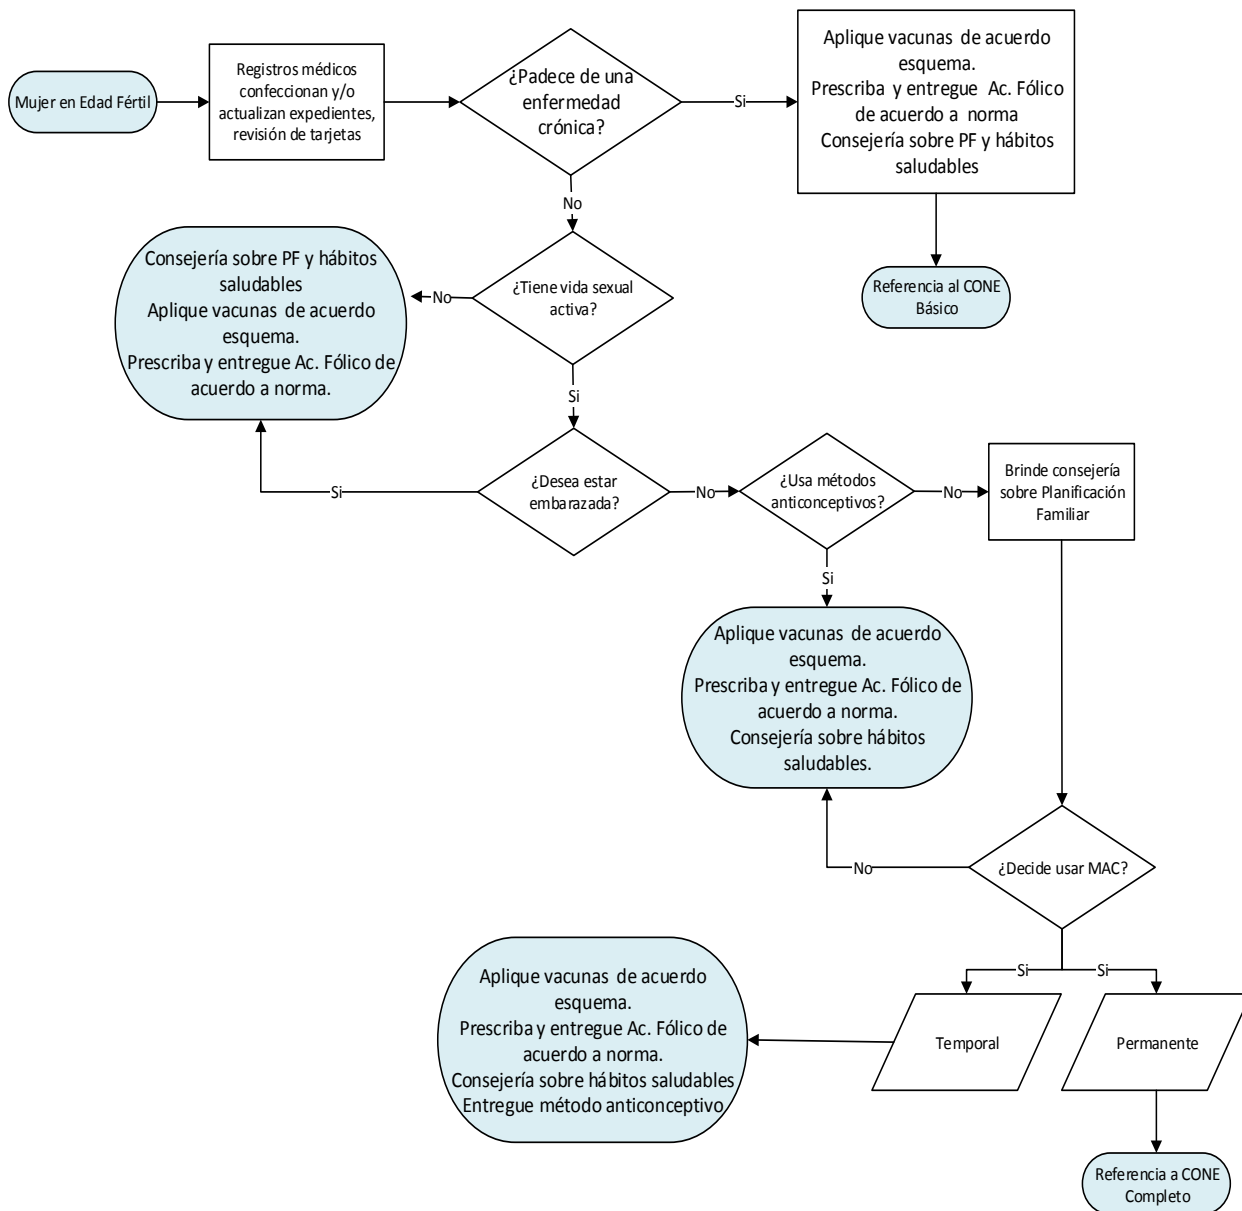 Mujer en Edad Fértil
Registros médicos
confeccionan y/o
actualizan expedientes,
revisión de tarjetas
¿Padece de una
enfermedad
crónica?
Si
Aplique vacunas de acuerdo
esquema.
Prescriba y entregue Ac. Fólico
de acuerdo a norma
Consejería sobre PF y hábitos
saludables
Referencia al CONE
Básico
No
¿Tiene vida sexual
activa?
No
Consejería sobre PF y hábitos
saludables
Aplique vacunas de acuerdo
esquema.
Prescriba y entregue Ac. Fólico de
acuerdo a norma.
Si
¿Desea estar
embarazada?
Si
No
¿Usa métodos
anticonceptivos?
No
Brinde consejería
sobre Planificación
Familiar
Si
Aplique vacunas de acuerdo
esquema.
Prescriba y entregue Ac. Fólico de
acuerdo a norma.
Consejería sobre hábitos
saludables.
¿Decide usar MAC?
No
Si
Si
Temporal
Permanente
Aplique vacunas de acuerdo
esquema.
Prescriba y entregue Ac. Fólico de
acuerdo a norma.
Consejería sobre hábitos saludables
Entregue método anticonceptivo
Referencia a CONE
Completo